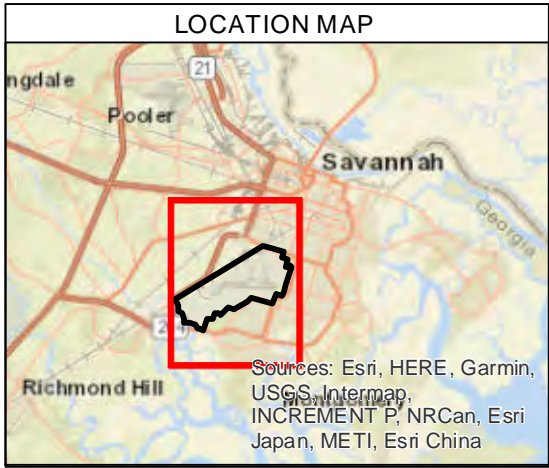 LOCATION MAP
21
ngdale
Pooler
Savannah
Georgia
Richmond Hill
Sources: Esri, HERE, Garmin,
USGS, Intermap,
INCREMENT P, NRCan, Esri
Japan, METI, Esri China